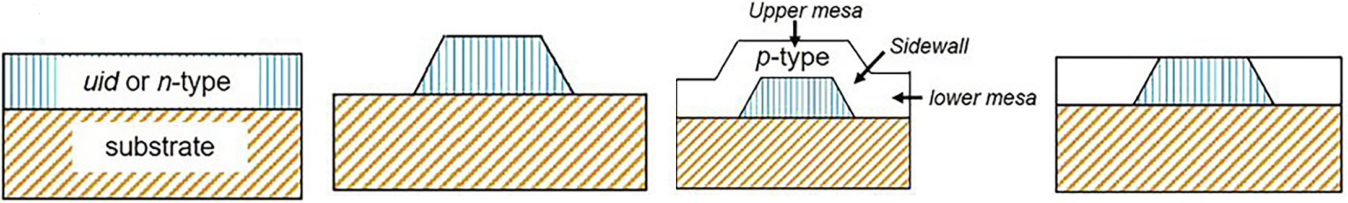 uid or n-type
substrate
Upper mesa
p-type
Sidewall
lower mesa